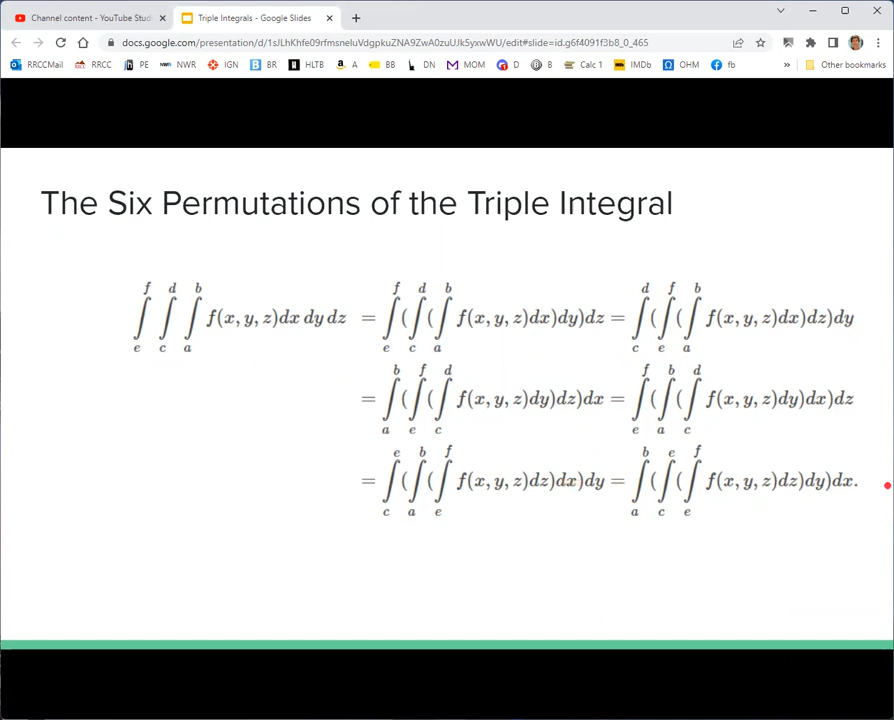 Channel content - YouTube Stud
Triple Integrals - Google Slides
docs.google.com/presentation/d/1sJLhKhfe09rfmsneluVdgpkuZNA9ZwA0zuUJk5yxwWU/edit#slide=id.g6f4091f3b8_0_465
RRCCMail RRCC PE NWR IGN BR HLTB A BB DN MOM D B Calc 1 IMDb OHM fb » Other bookmarks
The Six Permutations of the Triple Integral
∫_e^f ∫_c^d ∫_a^b f(x, y, z)dx dy dz = ∫_e^f (∫_c^d (∫_a^b f(x, y, z)dx)dy)dz = ∫_c^d (∫_e^f (∫_a^b f(x, y, z)dx)dz)dy
= ∫_a^b (∫_e^f (∫_c^d f(x, y, z)dy)dz)dx = ∫_e^f (∫_a^b (∫_c^d f(x, y, z)dy)dx)dz
= ∫_c^e (∫_a^b (∫_e^f f(x, y, z)dz)dx)dy = ∫_a^b (∫_c^e (∫_e^f f(x, y, z)dz)dy)dx.